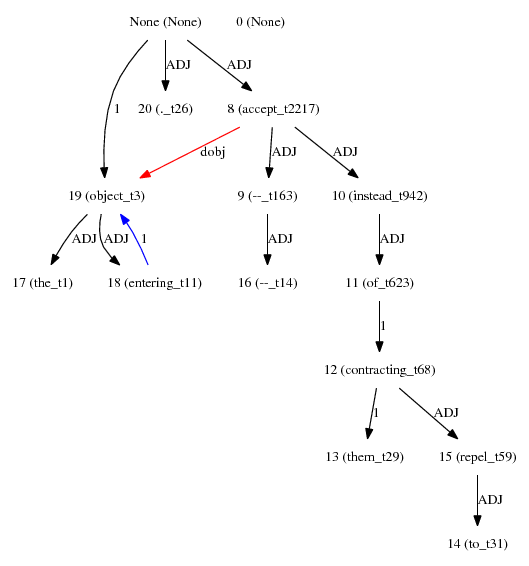 None (None) 0 (None)
ADJ ADJ
1 20 (._t26) 8 (accept_t2217)
dobj ADJ ADJ
19 (object_t3) 9 (--_t163) 10 (instead_t942)
ADJ ADJ 1 ADJ ADJ
17 (the_t1) 18 (entering_t11) 16 (--_t14) 11 (of_t623)
1
12 (contracting_t68)
1 ADJ
13 (them_t29) 15 (repel_t59)
ADJ
14 (to_t31)